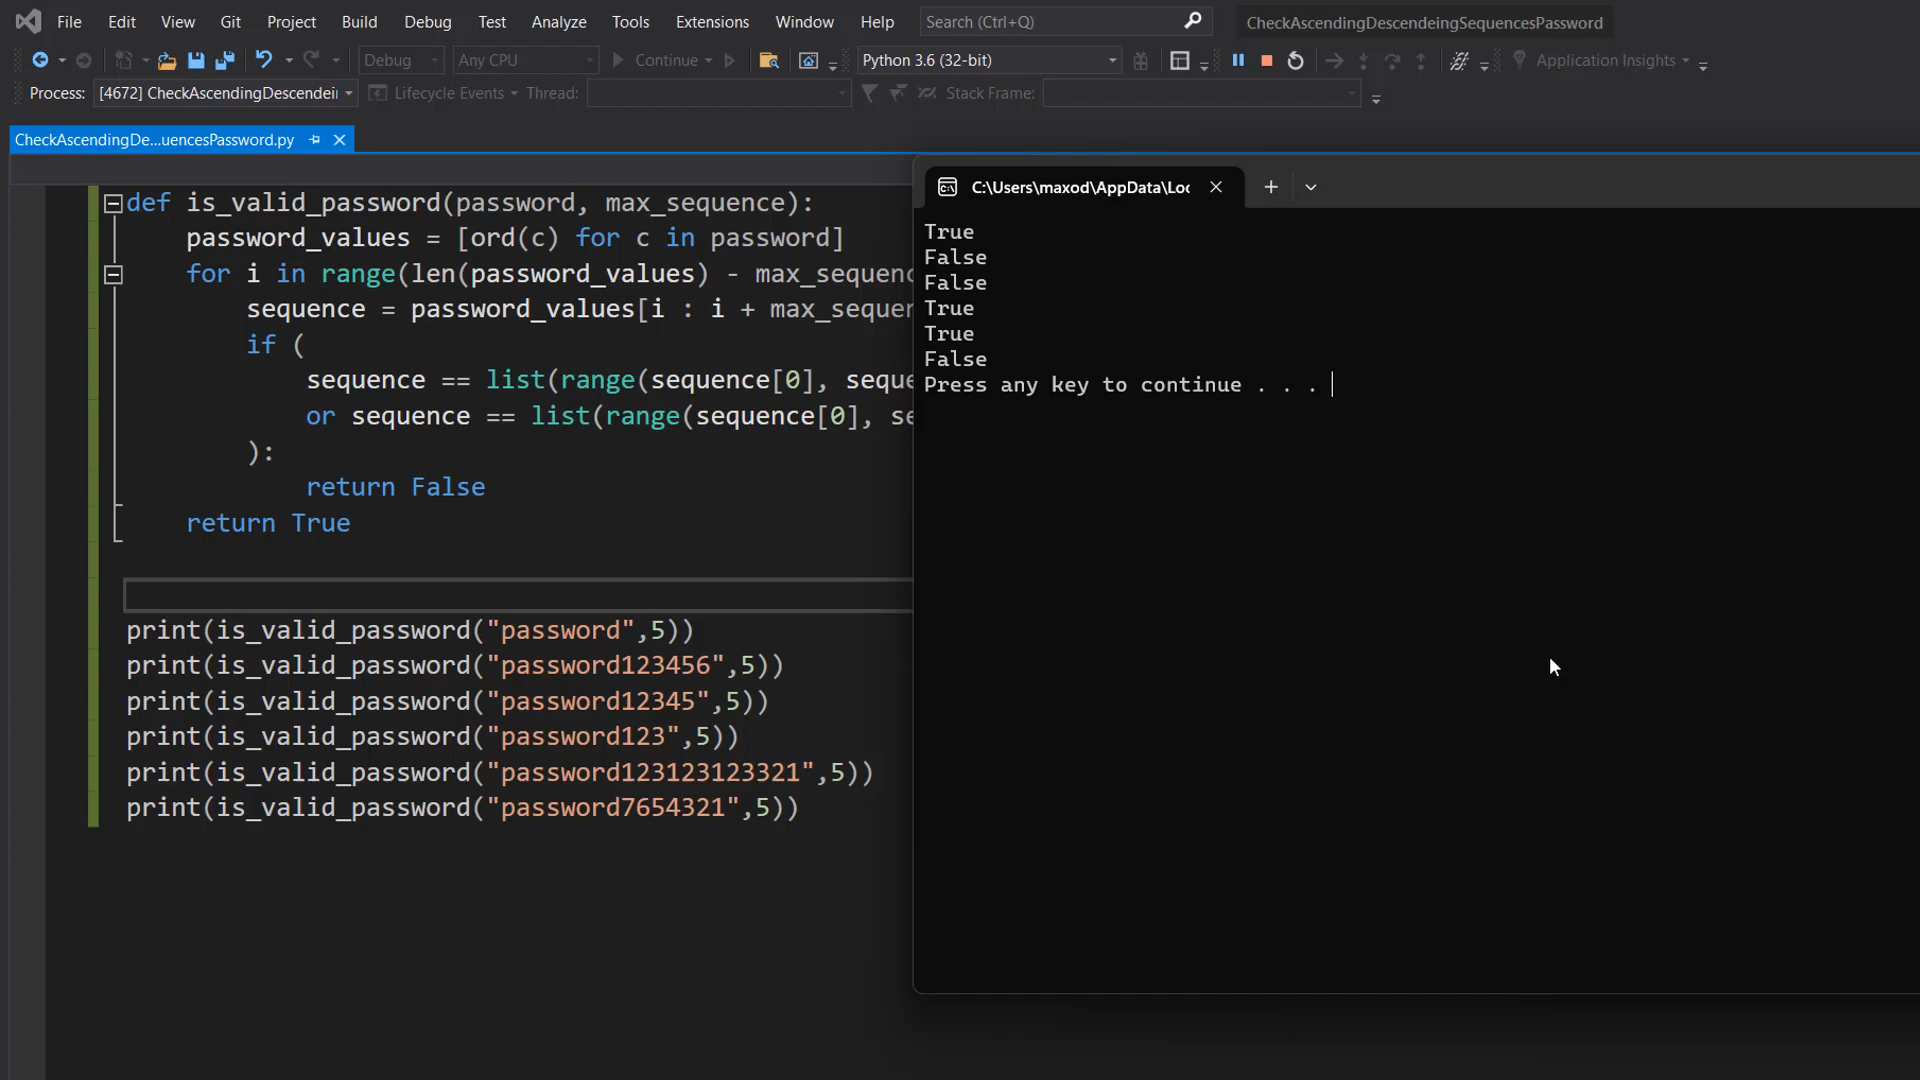 File Edit View Git Project Build Debug Test Analyze Tools Extensions Window Help Search (Ctrl+Q) CheckAscendingDescendeingSequencesPassword
Debug Any CPU Continue Python 3.6 (32-bit) Application Insights
Process: [4672] CheckAscendingDescendeir Lifecycle Events Thread: Stack Frame:
CheckAscendingDe...uencesPassword.py
def is_valid_password(password, max_sequence):
password_values = [ord(c) for c in password]
for i in range(len(password_values) - max_sequenc
sequence = password_values[i : i + max_sequer
if (
sequence == list(range(sequence[0], seque
or sequence == list(range(sequence[0], se
):
return False
return True
print(is_valid_password("password",5))
print(is_valid_password("password123456",5))
print(is_valid_password("password12345",5))
print(is_valid_password("password123",5))
print(is_valid_password("password123123123321",5))
print(is_valid_password("password7654321",5))
C:\Users\maxod\AppData\Loc
True
False
False
True
True
False
Press any key to continue . . .